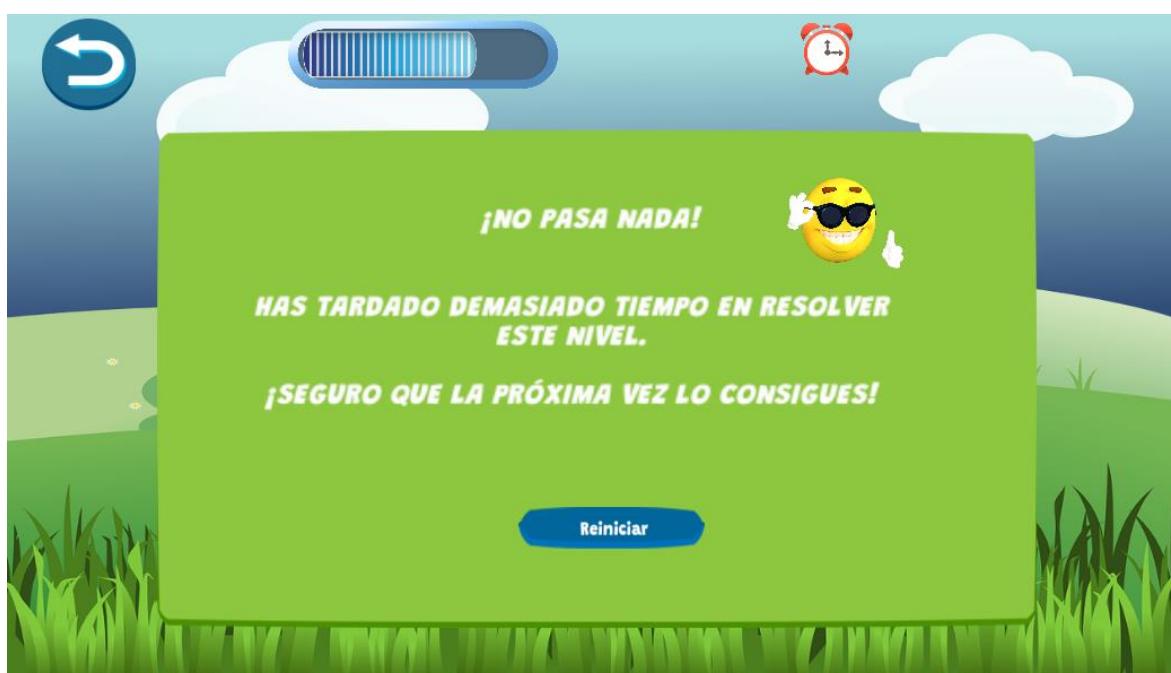 ¡NO PASA NADA!
HAS TARDADO DEMASIADO TIEMPO EN RESOLVER
ESTE NIVEL.
¡SEGURO QUE LA PRÓXIMA VEZ LO CONSIGUES!
Reiniciar